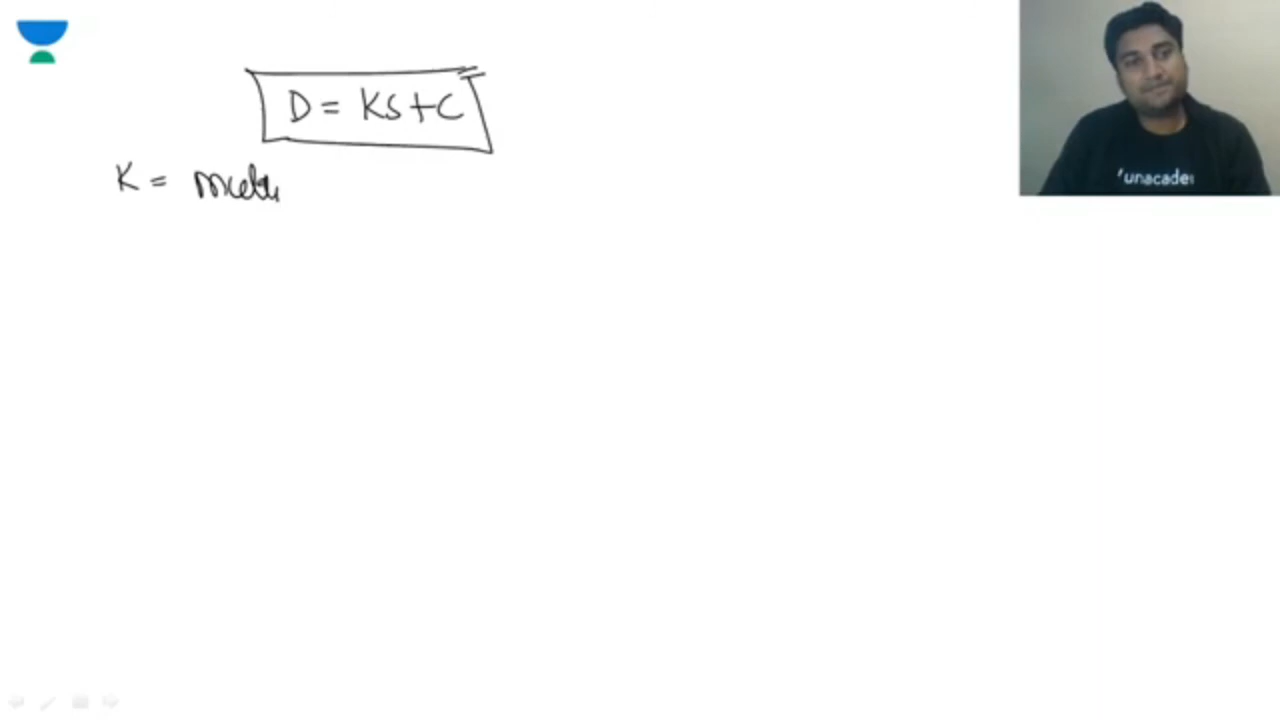 D = KS + C
K =
'unacade